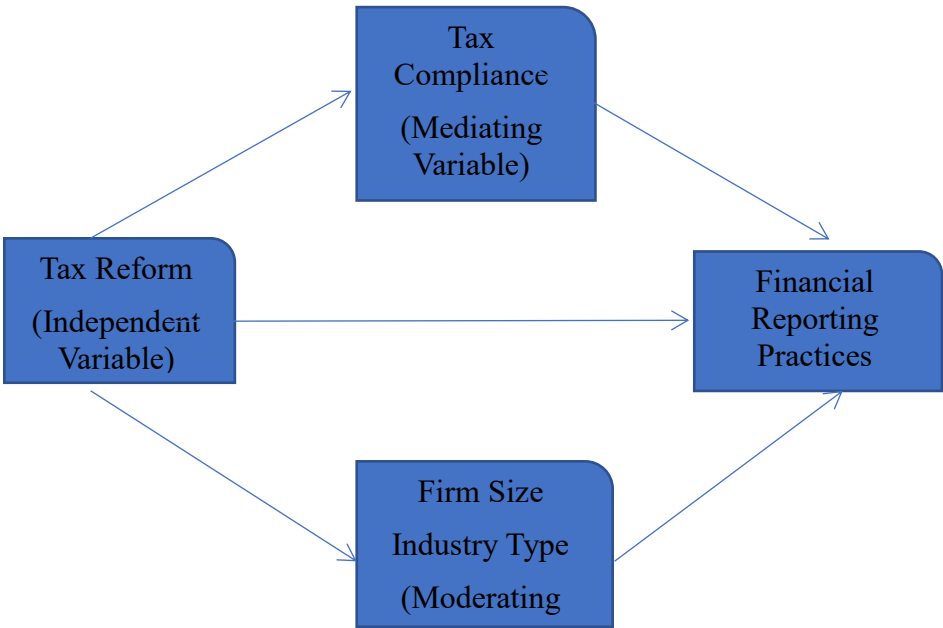 Tax
Compliance
(Mediating
Variable)
Tax Reform
(Independent
Variable)
Financial
Reporting
Practices
Firm Size
Industry Type
(Moderating